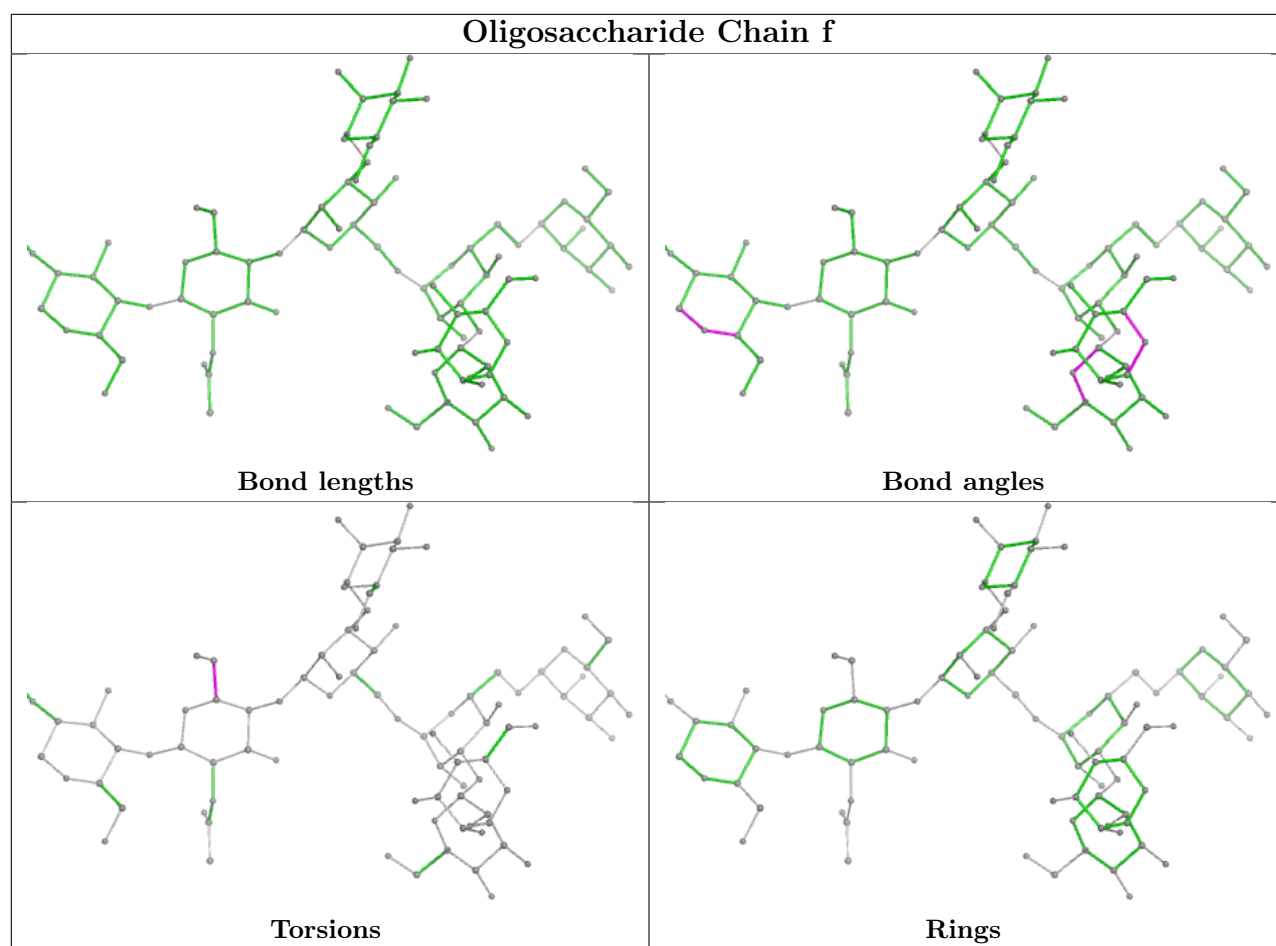 Oligosaccharide Chain f
Bond lengths
Bond angles
Torsions
Rings